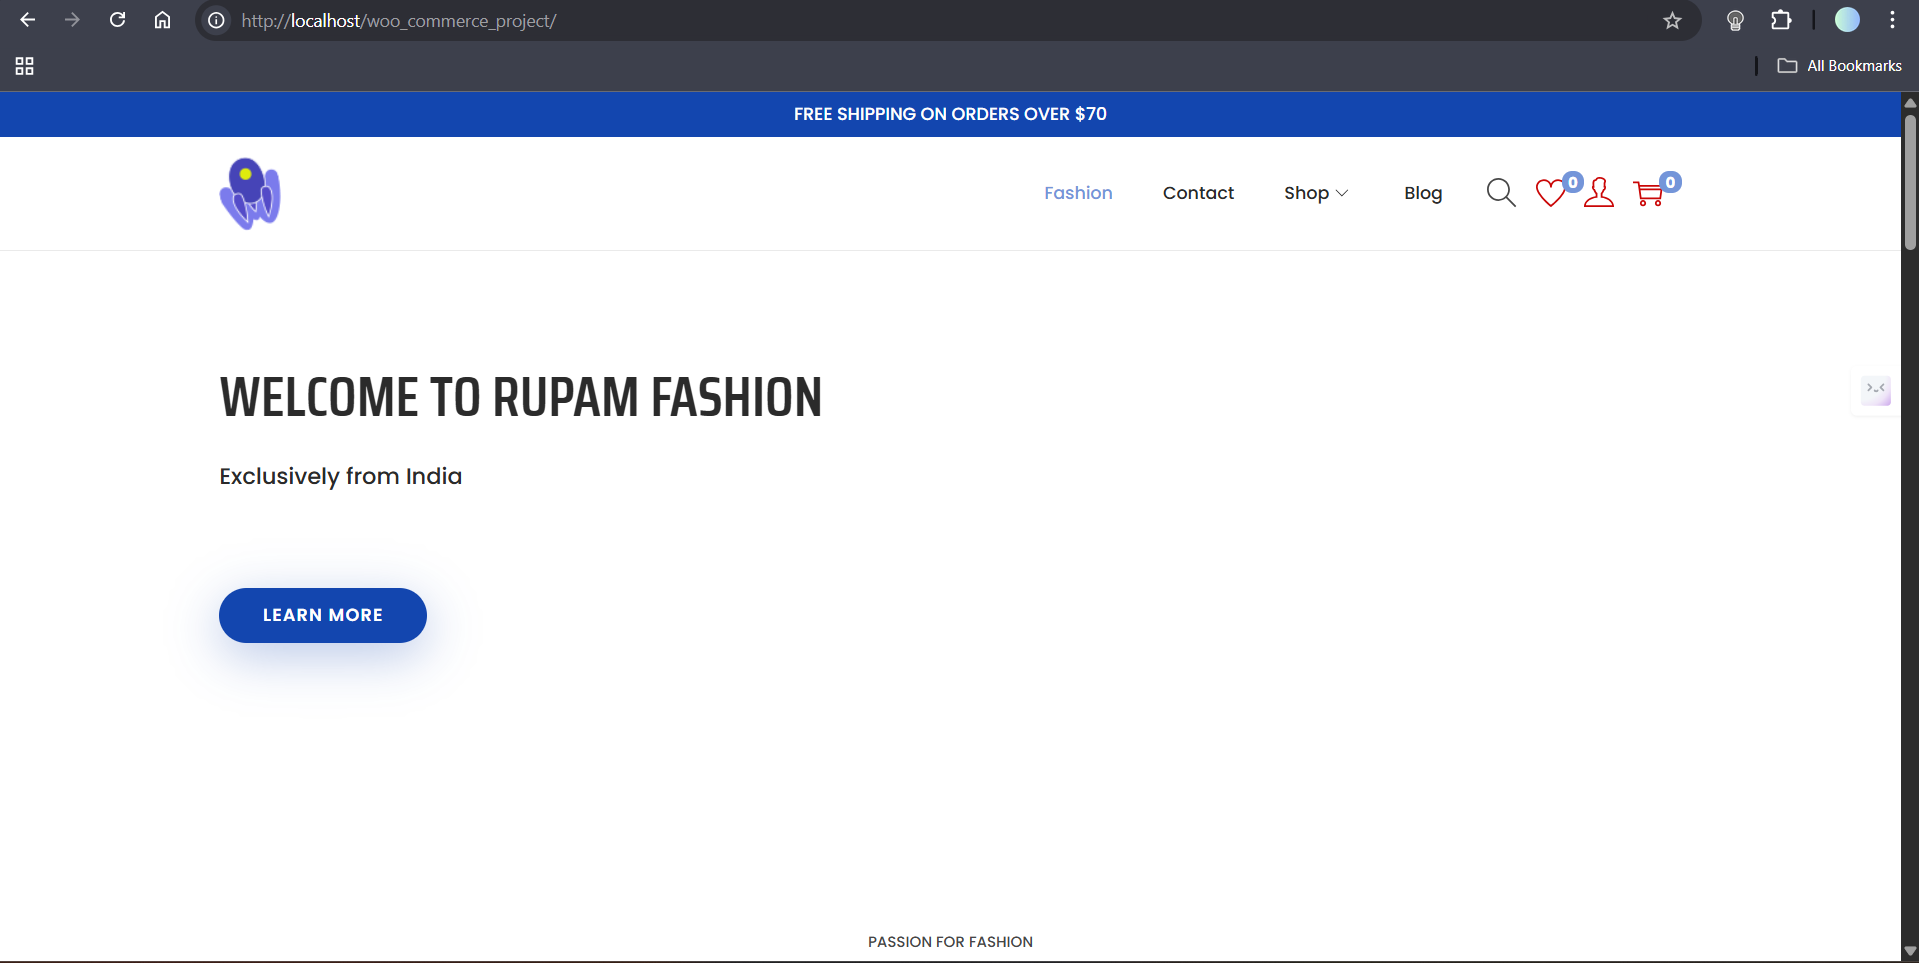 http://localhost/woo_commerce_project/
All Bookmarks
FREE SHIPPING ON ORDERS OVER $70
Fashion
Contact
Shop
Blog
0
0
WELCOME TO RUPAM FASHION
Exclusively from India
LEARN MORE
PASSION FOR FASHION